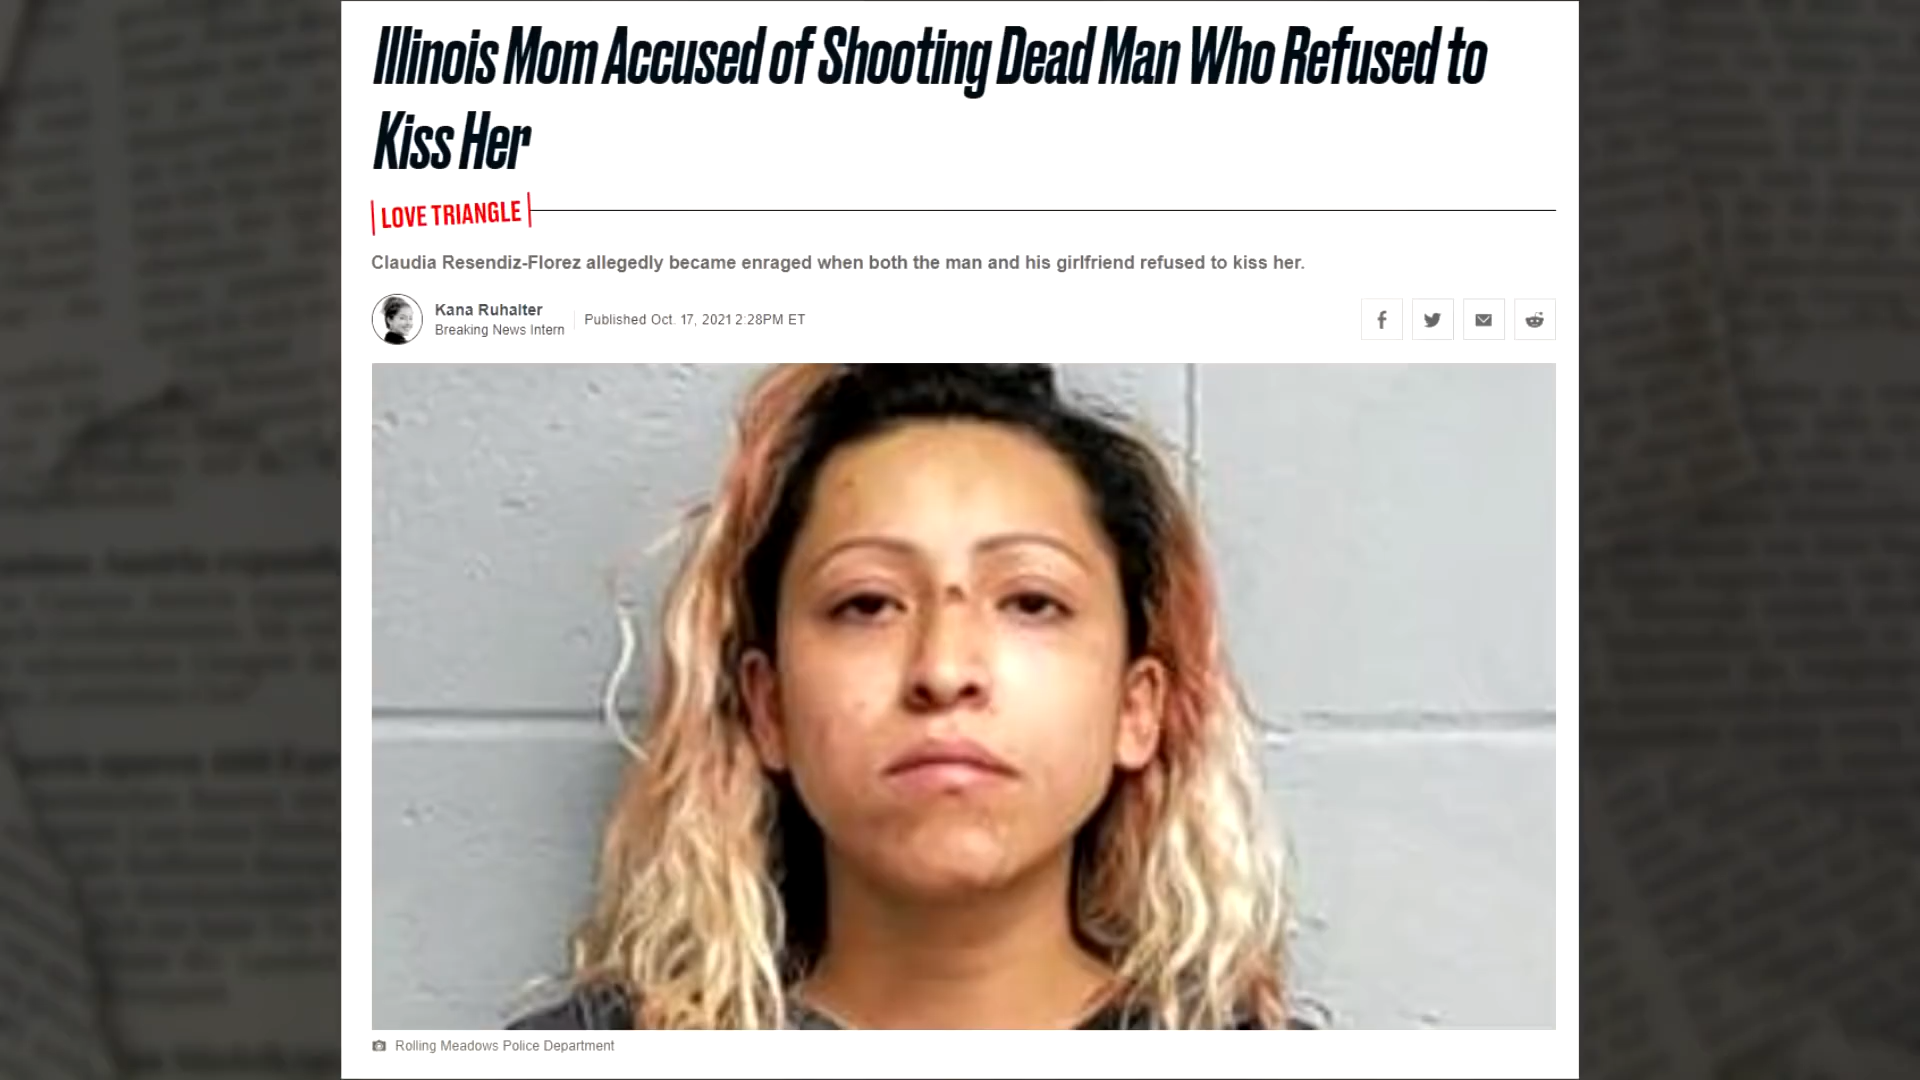 Illinois Mom Accused of Shooting Dead Man Who Refused to
Kiss Her
LOVE TRIANGLE
Claudia Resendiz-Florez allegedly became enraged when both the man and his girlfriend refused to kiss her.
Kana Ruhalter
Breaking News Intern
Published Oct. 17, 2021 2:28PM ET
Rolling Meadows Police Department